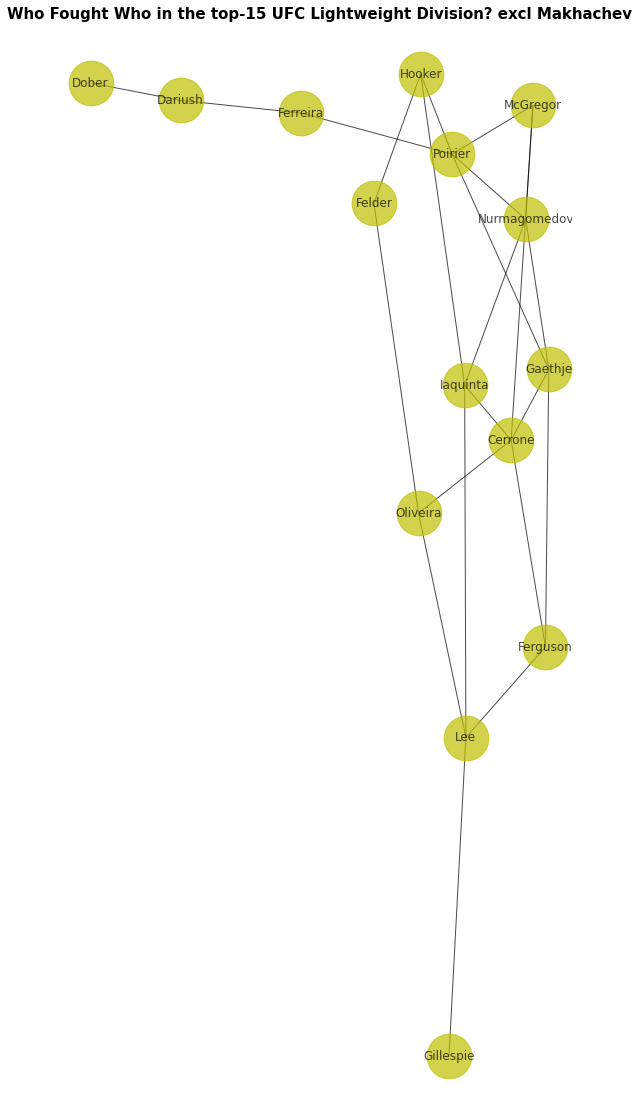 Who Fought Who in the top-15 UFC Lightweight Division? excl Makhachev
Hooker
Dober
Dariush
McGregor
Ferreira
Poirier
Felder
Nurmagomedov
Gaethje
Iaquinta
Cerrone
Oliveira
Ferguson
Lee
Gillespie